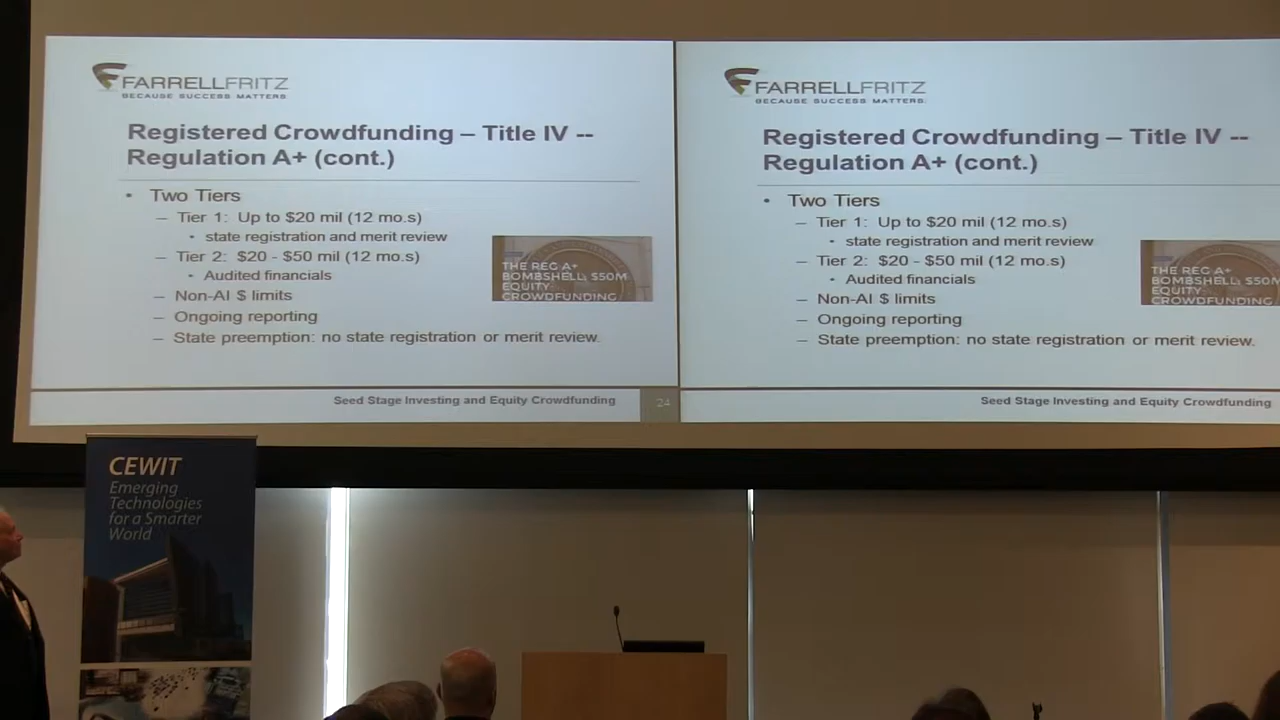 FARRELLFRITZ
BECAUSE SUCCESS MATTERS.
Registered Crowdfunding – Title IV --
Regulation A+ (cont.)
• Two Tiers
– Tier 1: Up to $20 mil (12 mo.s)
• state registration and merit review
– Tier 2: $20 - $50 mil (12 mo.s)
• Audited financials
– Non-AI $ limits
– Ongoing reporting
– State preemption: no state registration or merit review.
THE REG A+
BOMBSHELL: $50M
EQUITY
CROWDFUNDING
Seed Stage Investing and Equity Crowdfunding
24
FARRELLFRITZ
BECAUSE SUCCESS MATTERS.
Registered Crowdfunding – Title IV --
Regulation A+ (cont.)
• Two Tiers
– Tier 1: Up to $20 mil (12 mo.s)
• state registration and merit review
– Tier 2: $20 - $50 mil (12 mo.s)
• Audited financials
– Non-AI $ limits
– Ongoing reporting
– State preemption: no state registration or merit review.
THE REG A+
BOMBSHELL: $50M
EQUITY
CROWDFUNDING
Seed Stage Investing and Equity Crowdfunding
CEWIT
Emerging
Technologies
for a Smarter
World